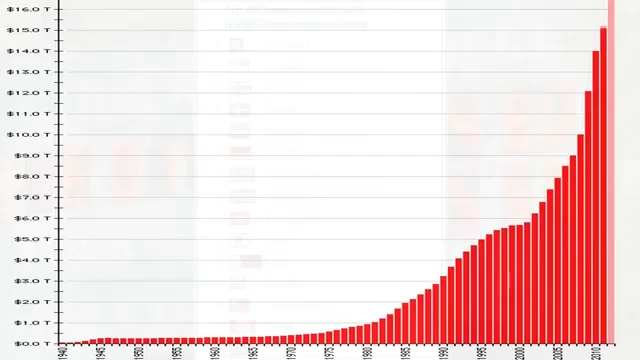 $16.0 T
$15.0 T
$14.0 T
$13.0 T
$12.0 T
$11.0 T
$10.0 T
$9.0 T
$8.0 T
$7.0 T
$6.0 T
$5.0 T
$4.0 T
$3.0 T
$2.0 T
$1.0 T
$0.0 T
1940
1945
1950
1955
1960
1965
1970
1975
1980
1985
1990
1995
2000
2005
2010